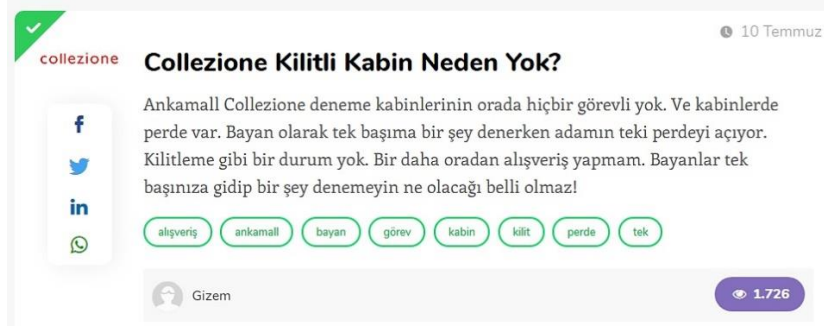 10 Temmuz
collezione
Collezione Kilitli Kabin Neden Yok?
Ankamall Collezione deneme kabinlerinin orada hiçbir görevli yok. Ve kabinlerde
perde var. Bayan olarak tek başıma bir şey denerken adamın teki perdeyi açıyor.
Kilitleme gibi bir durum yok. Bir daha oradan alışveriş yapmam. Bayanlar tek
başınıza gidip bir şey denemeyin ne olacağı belli olmaz!
alışveriş ankamall bayan görev kabin kilit perde tek
Gizem 1.726